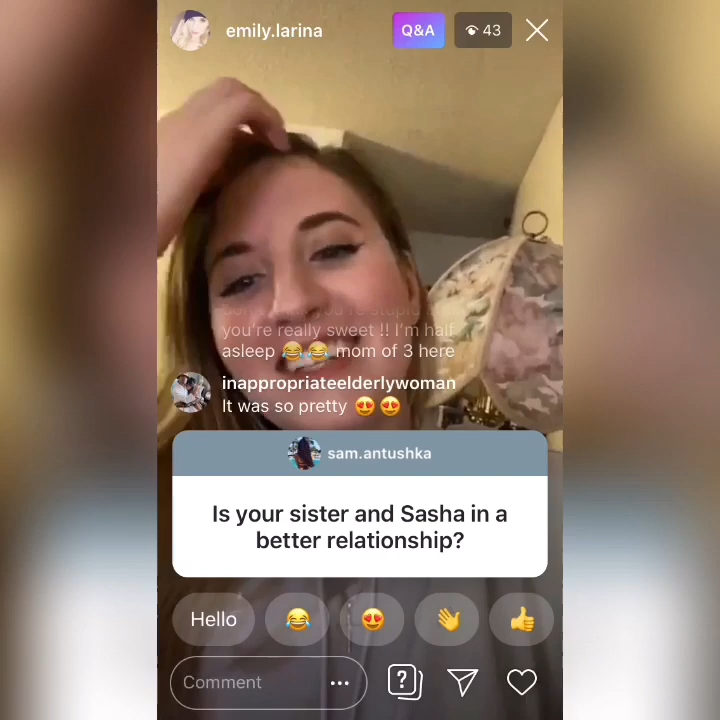 emily.larina
Q&A
43
you're really sweet !! I'm half
asleep 😂😂 mom of 3 here
inappropriateelderlywoman
It was so pretty 😍😍
sam.antushka
Is your sister and Sasha in a
better relationship?
Hello 😂 😍 👋 👍
Comment ...
?